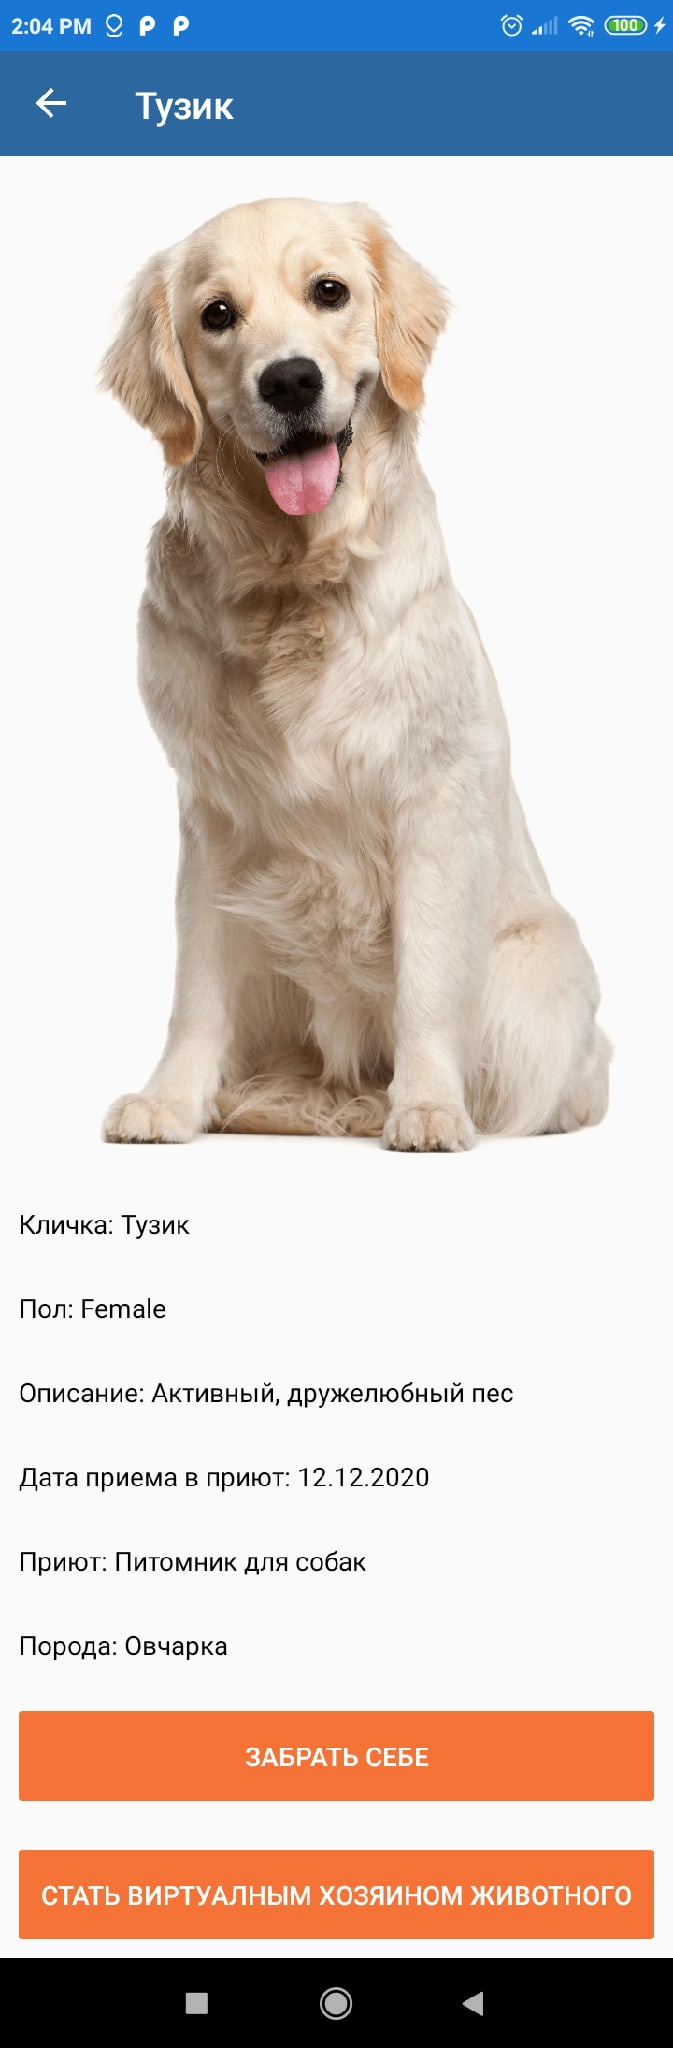 2:04 PM 100
Тузик
Кличка: Тузик
Пол: Female
Описание: Активный, дружелюбный пес
Дата приема в приют: 12.12.2020
Приют: Питомник для собак
Порода: Овчарка
ЗАБРАТЬ СЕБЕ
СТАТЬ ВИРТУАЛНЫМ ХОЗЯИНОМ ЖИВОТНОГО